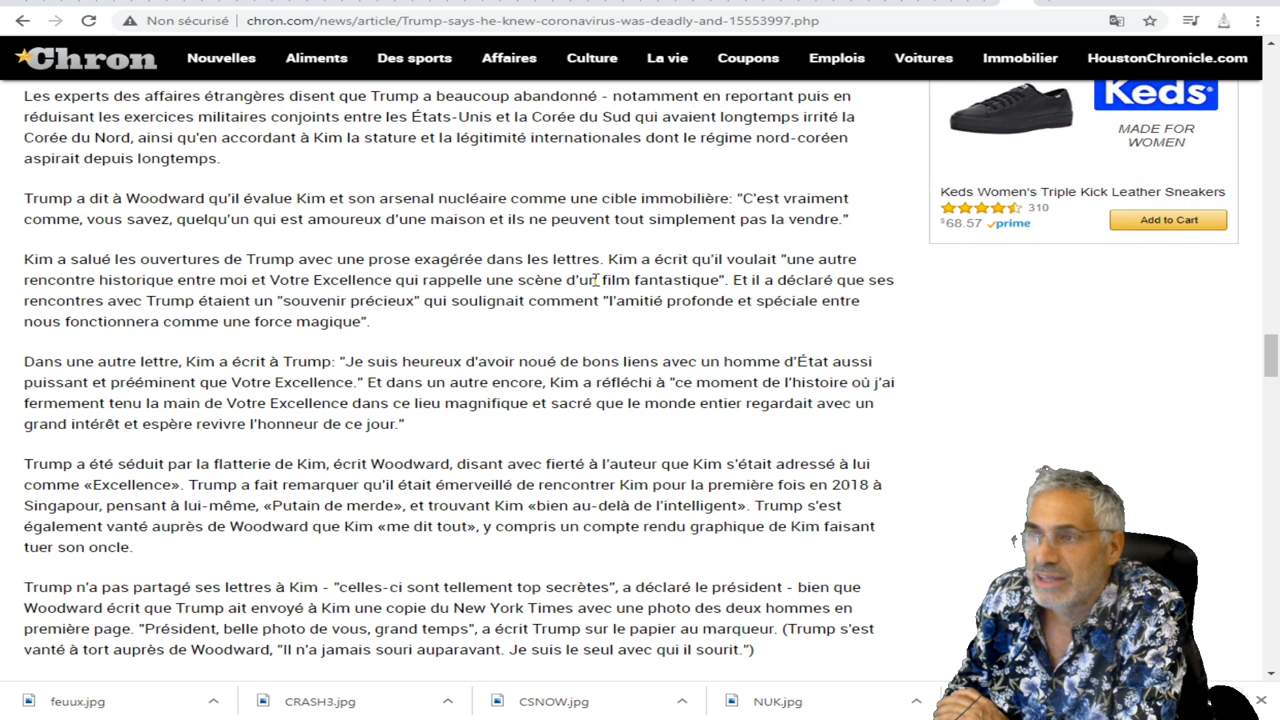 Non sécurisé
chron.com/news/article/Trump-says-he-knew-coronavirus-was-deadly-and-15553997.php
Chron
Nouvelles
Aliments
Des sports
Affaires
Culture
La vie
Coupons
Emplois
Voitures
Immobilier
HoustonChronicle.com
Les experts des affaires étrangères disent que Trump a beaucoup abandonné - notamment en reportant puis en
réduisant les exercices militaires conjoints entre les États-Unis et la Corée du Sud qui avaient longtemps irrité la
Corée du Nord, ainsi qu'en accordant à Kim la stature et la légitimité internationales dont le régime nord-coréen
aspirait depuis longtemps.
Trump a dit à Woodward qu'il évalue Kim et son arsenal nucléaire comme une cible immobilière: "C'est vraiment
comme, vous savez, quelqu'un qui est amoureux d'une maison et ils ne peuvent tout simplement pas la vendre."
Kim a salué les ouvertures de Trump avec une prose exagérée dans les lettres. Kim a écrit qu'il voulait "une autre
rencontre historique entre moi et Votre Excellence qui rappelle une scène d'un film fantastique". Et il a déclaré que ses
rencontres avec Trump étaient un "souvenir précieux" qui soulignait comment "l'amitié profonde et spéciale entre
nous fonctionnera comme une force magique".
Dans une autre lettre, Kim a écrit à Trump: "Je suis heureux d'avoir noué de bons liens avec un homme d'État aussi
puissant et prééminent que Votre Excellence." Et dans un autre encore, Kim a réfléchi à "ce moment de l'histoire où j'ai
fermement tenu la main de Votre Excellence dans ce lieu magnifique et sacré que le monde entier regardait avec un
grand intérêt et espère revivre l'honneur de ce jour."
Trump a été séduit par la flatterie de Kim, écrit Woodward, disant avec fierté à l'auteur que Kim s'était adressé à lui
comme «Excellence». Trump a fait remarquer qu'il était émerveillé de rencontrer Kim pour la première fois en 2018 à
Singapour, pensant à lui-même, «Putain de merde», et trouvant Kim «bien au-delà de l'intelligent». Trump s'est
également vanté auprès de Woodward que Kim «me dit tout», y compris un compte rendu graphique de Kim faisant
tuer son oncle.
Trump n'a pas partagé ses lettres à Kim - "celles-ci sont tellement top secrètes", a déclaré le président - bien que
Woodward écrit que Trump ait envoyé à Kim une copie du New York Times avec une photo des deux hommes en
première page. "Président, belle photo de vous, grand temps", a écrit Trump sur le papier au marqueur. (Trump s'est
vanté à tort auprès de Woodward, "Il n'a jamais souri auparavant. Je suis le seul avec qui il sourit.")
Keds
MADE FOR
WOMEN
Keds Women's Triple Kick Leather Sneakers
310
$68.57 prime
Add to Cart
feuux.jpg
CRASH3.jpg
CSNOW.jpg
NUK.jpg